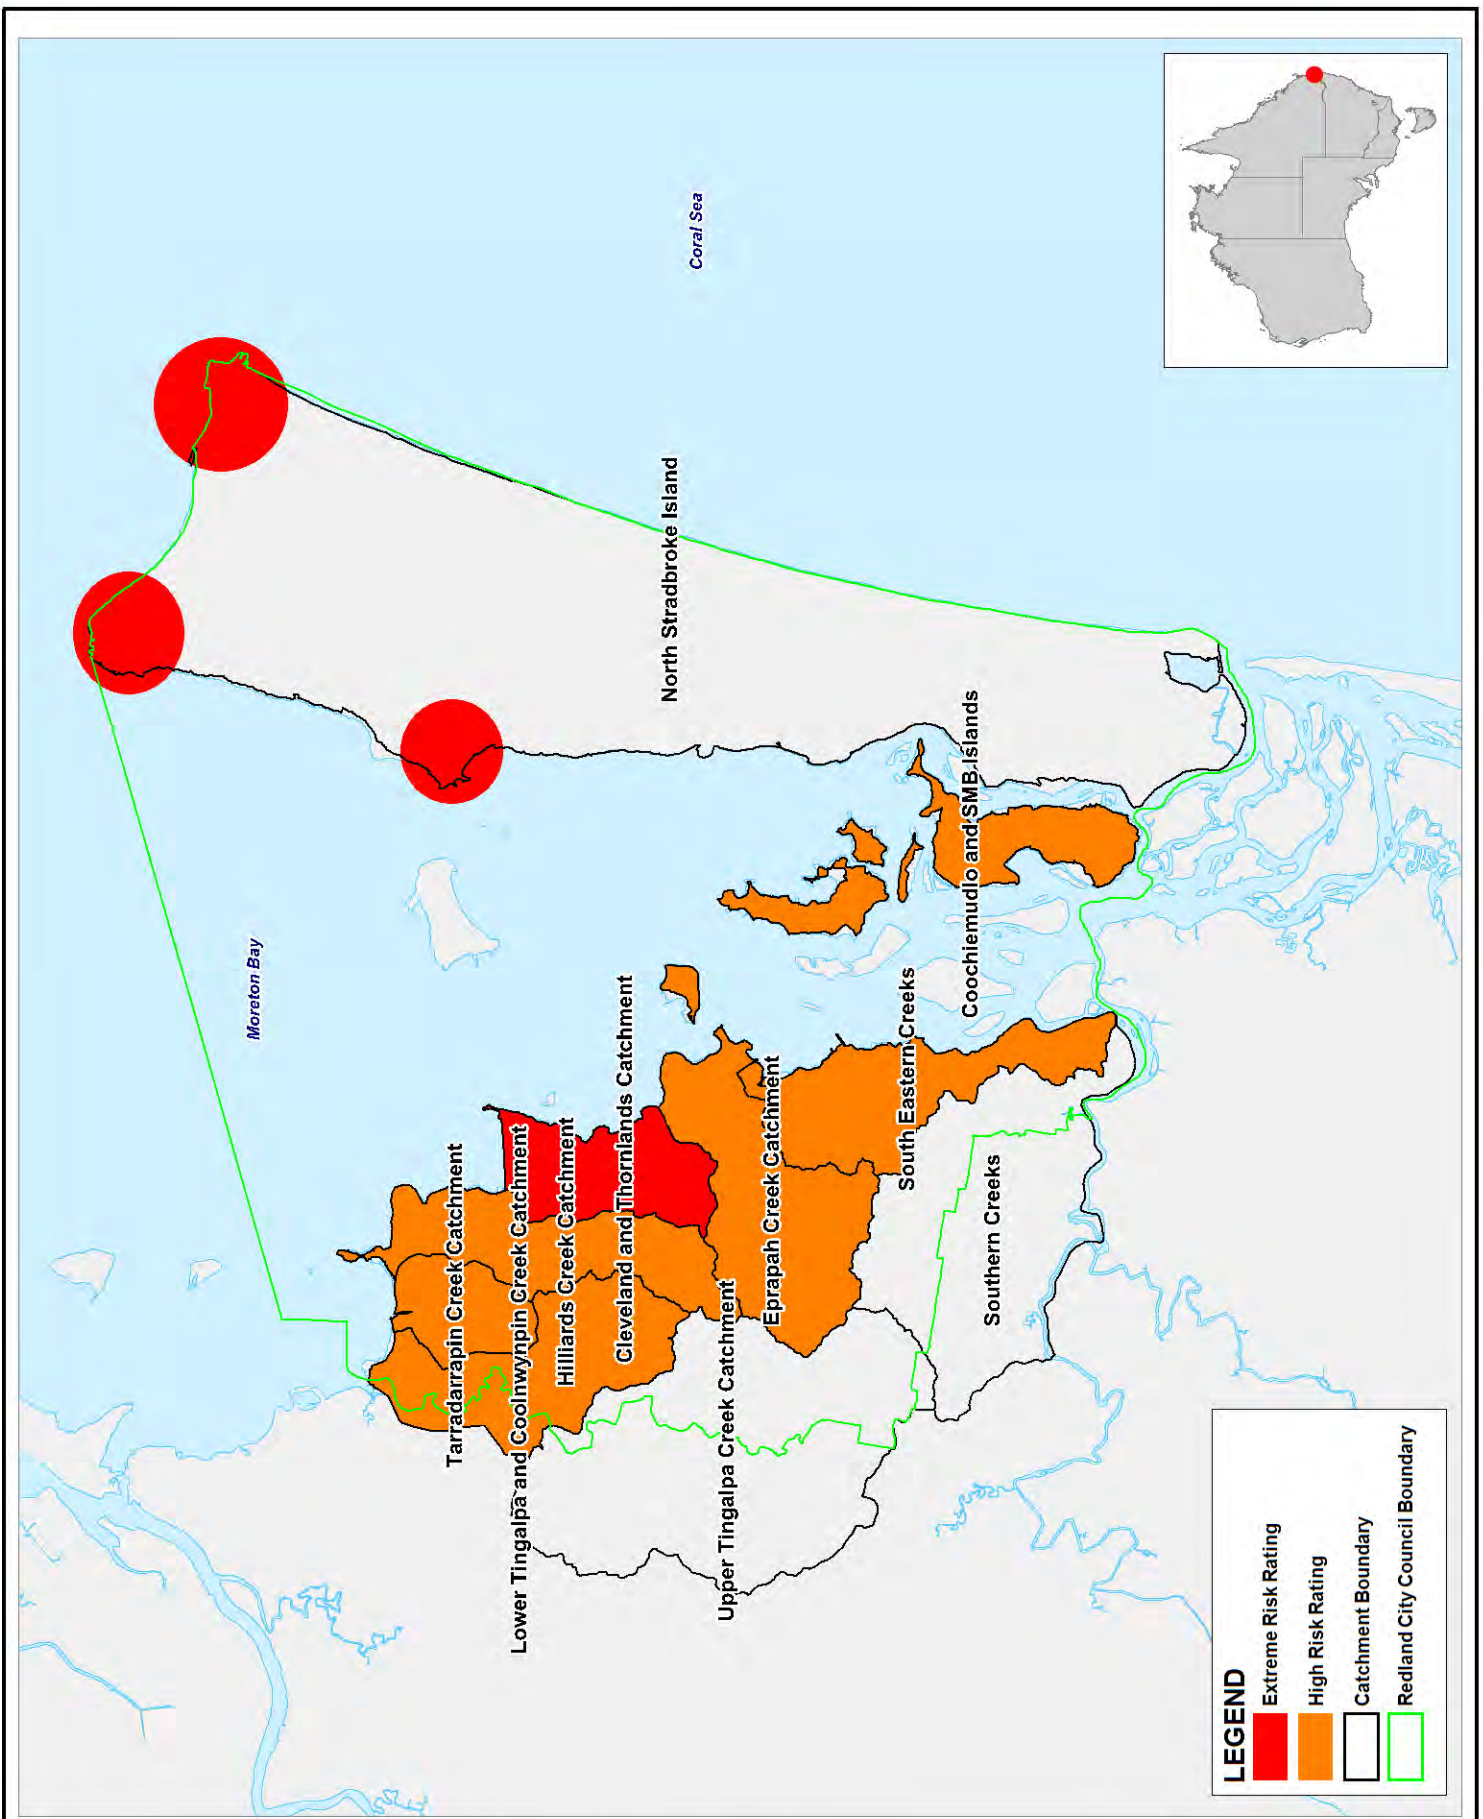 Coral Sea
Moreton Bay
North Stradbroke Island
Coochiemudlo and SMB Islands
Tarradarrapin Creek Catchment
Lower Tingalpa and Coolnwynpin Creek Catchment
Hilliards Creek Catchment
Cleveland and Thornlands Catchment
Upper Tingalpa Creek Catchment
Eprapah Creek Catchment
South Eastern Creeks
Southern Creeks
LEGEND
Extreme Risk Rating
High Risk Rating
Catchment Boundary
Redland City Council Boundary